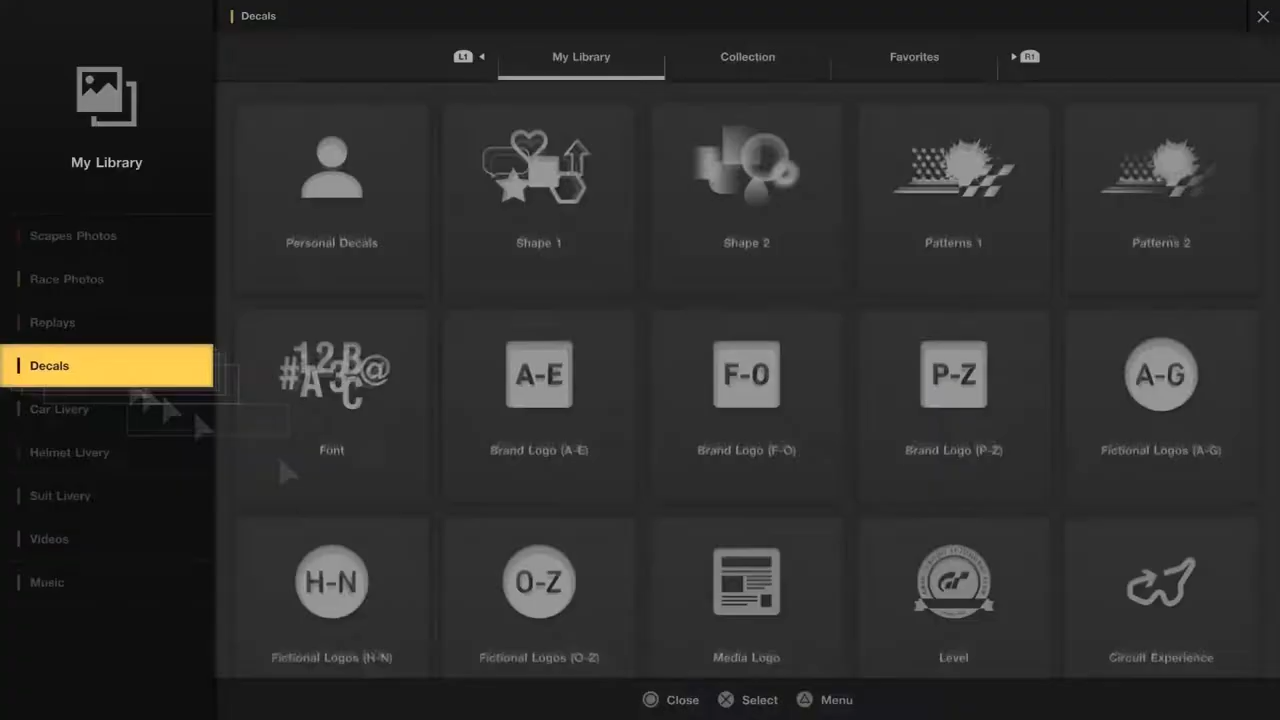 Decals
L1
My Library
Collection
Favorites
R1
My Library
Scapes Photos
Race Photos
Replays
Decals
Car Livery
Helmet Livery
Suit Livery
Videos
Music
Personal Decals
Shape 1
Shape 2
Patterns 1
Patterns 2
#123B@
A3C
Font
A-E
Brand Logo (A-E)
F-O
Brand Logo (F-O)
P-Z
Brand Logo (P-Z)
A-G
Fictional Logos (A-G)
H-N
Fictional Logos (H-N)
O-Z
Fictional Logos (O-Z)
Media Logo
GT
Level
Circuit Experience
Close
Select
Menu